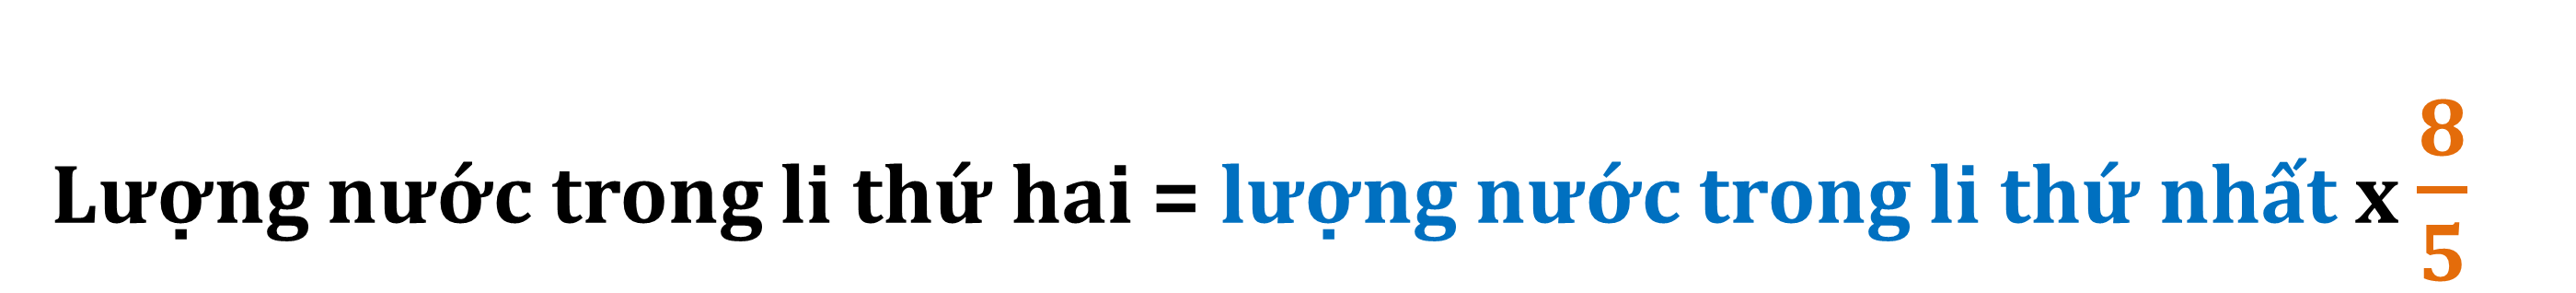 Lượng nước trong li thứ hai = lượng nước trong li thứ nhất x 8/5